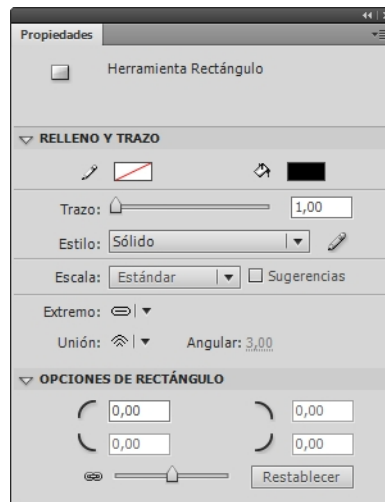 Propiedades
Herramienta Rectángulo
RELLENO Y TRAZO
Trazo: 1,00
Estilo: Sólido
Escala: Estándar Sugerencias
Extremo:
Unión: Angular: 3,00
OPCIONES DE RECTÁNGULO
0,00 0,00
0,00 0,00
Restablecer